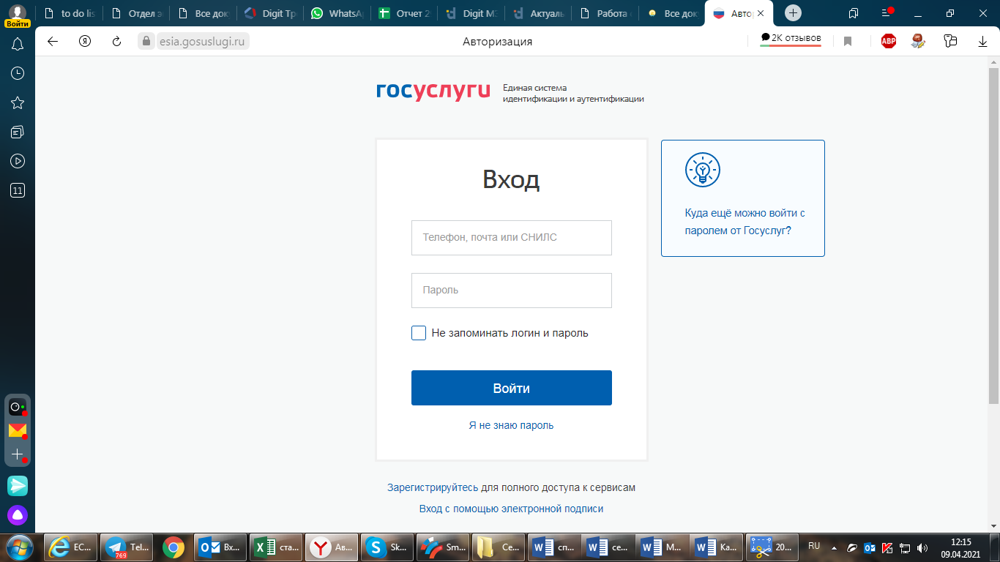 Войти
to do lis
Отдел э
Все доку
Digit Тр
WhatsAp
Отчет 2
Digit МЗ
Актуаль
Работа
Все доку
Автор
esia.gosuslugi.ru
Авторизация
2K отзывов
ABP
11
госуслуги
Единая система
идентификации и аутентификации
Вход
Телефон, почта или СНИЛС
Пароль
Не запоминать логин и пароль
Войти
Я не знаю пароль
Куда ещё можно войти с
паролем от Госуслуг?
Зарегистрируйтесь для полного доступа к сервисам
Вход с помощью электронной подписи
ЕС...
Tel...
769
Вх...
ста...
Ав...
Sk...
Sm...
Се...
сп...
се...
М...
Ка...
20...
RU
12:15
09.04.2021